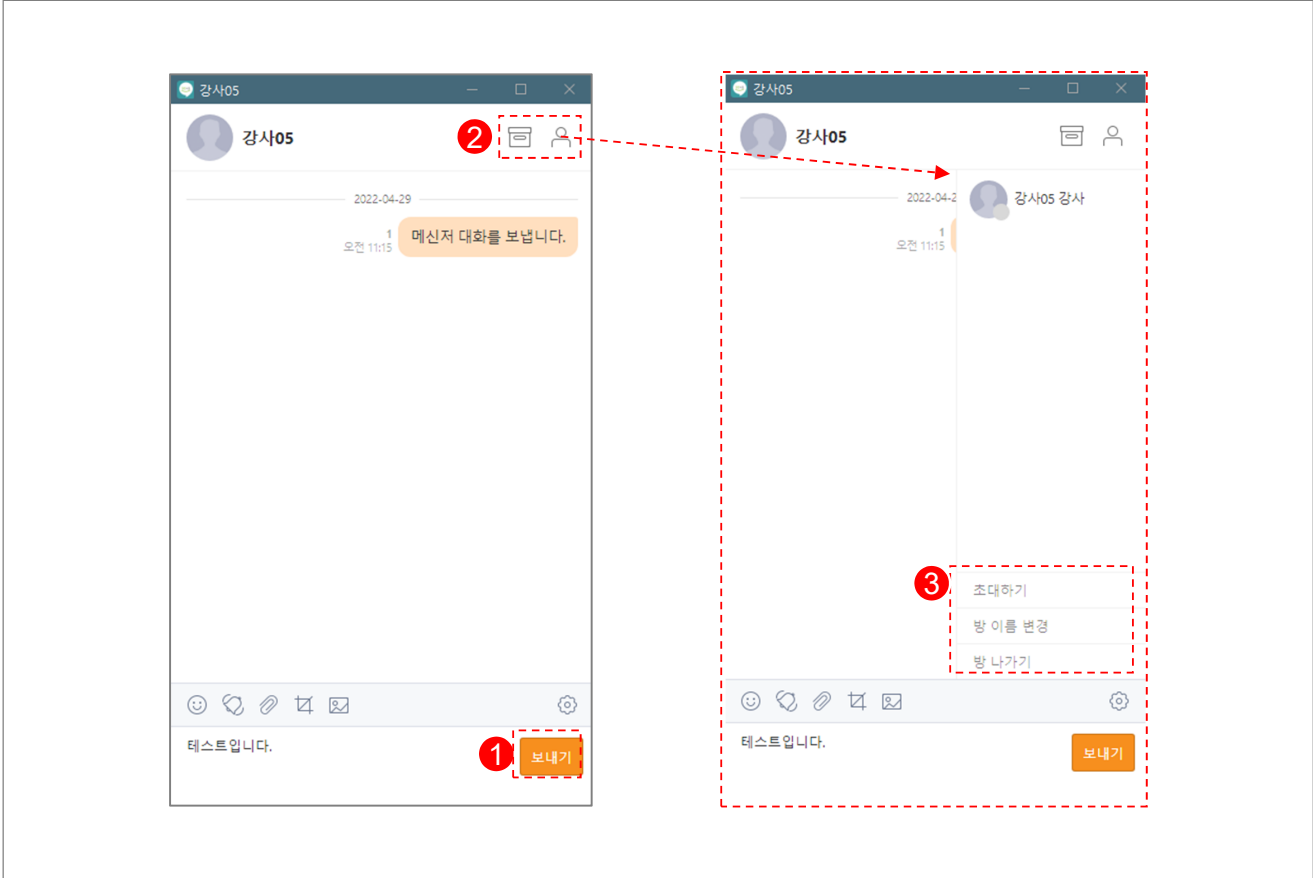 강사05
강사05
2
2022-04-29
메신저 대화를 보냅니다.
1
오전 11:15
테스트입니다.
1
보내기
강사05
강사05
2022-04-2
강사05 강사
1
오전 11:15
3
초대하기
방 이름 변경
방 나가기
테스트입니다.
보내기